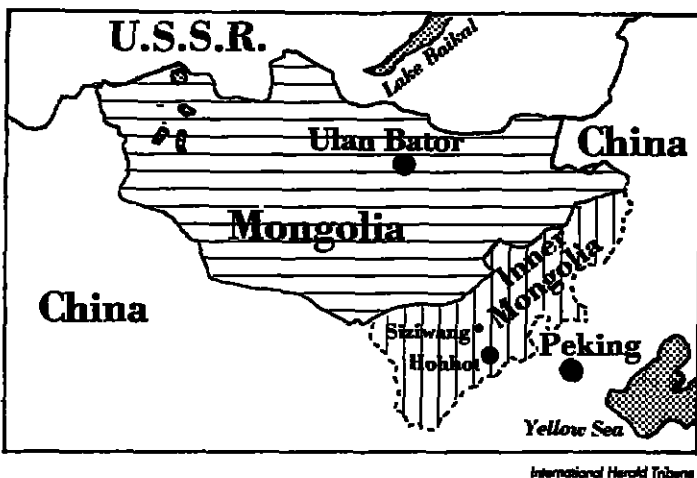 U.S.S.R.
Lake Baikal
Ulan Bator
China
Mongolia
Inner
Mongolia
China
Siziwang
Hohhot
Peking
Yellow Sea
International Herald Tribune